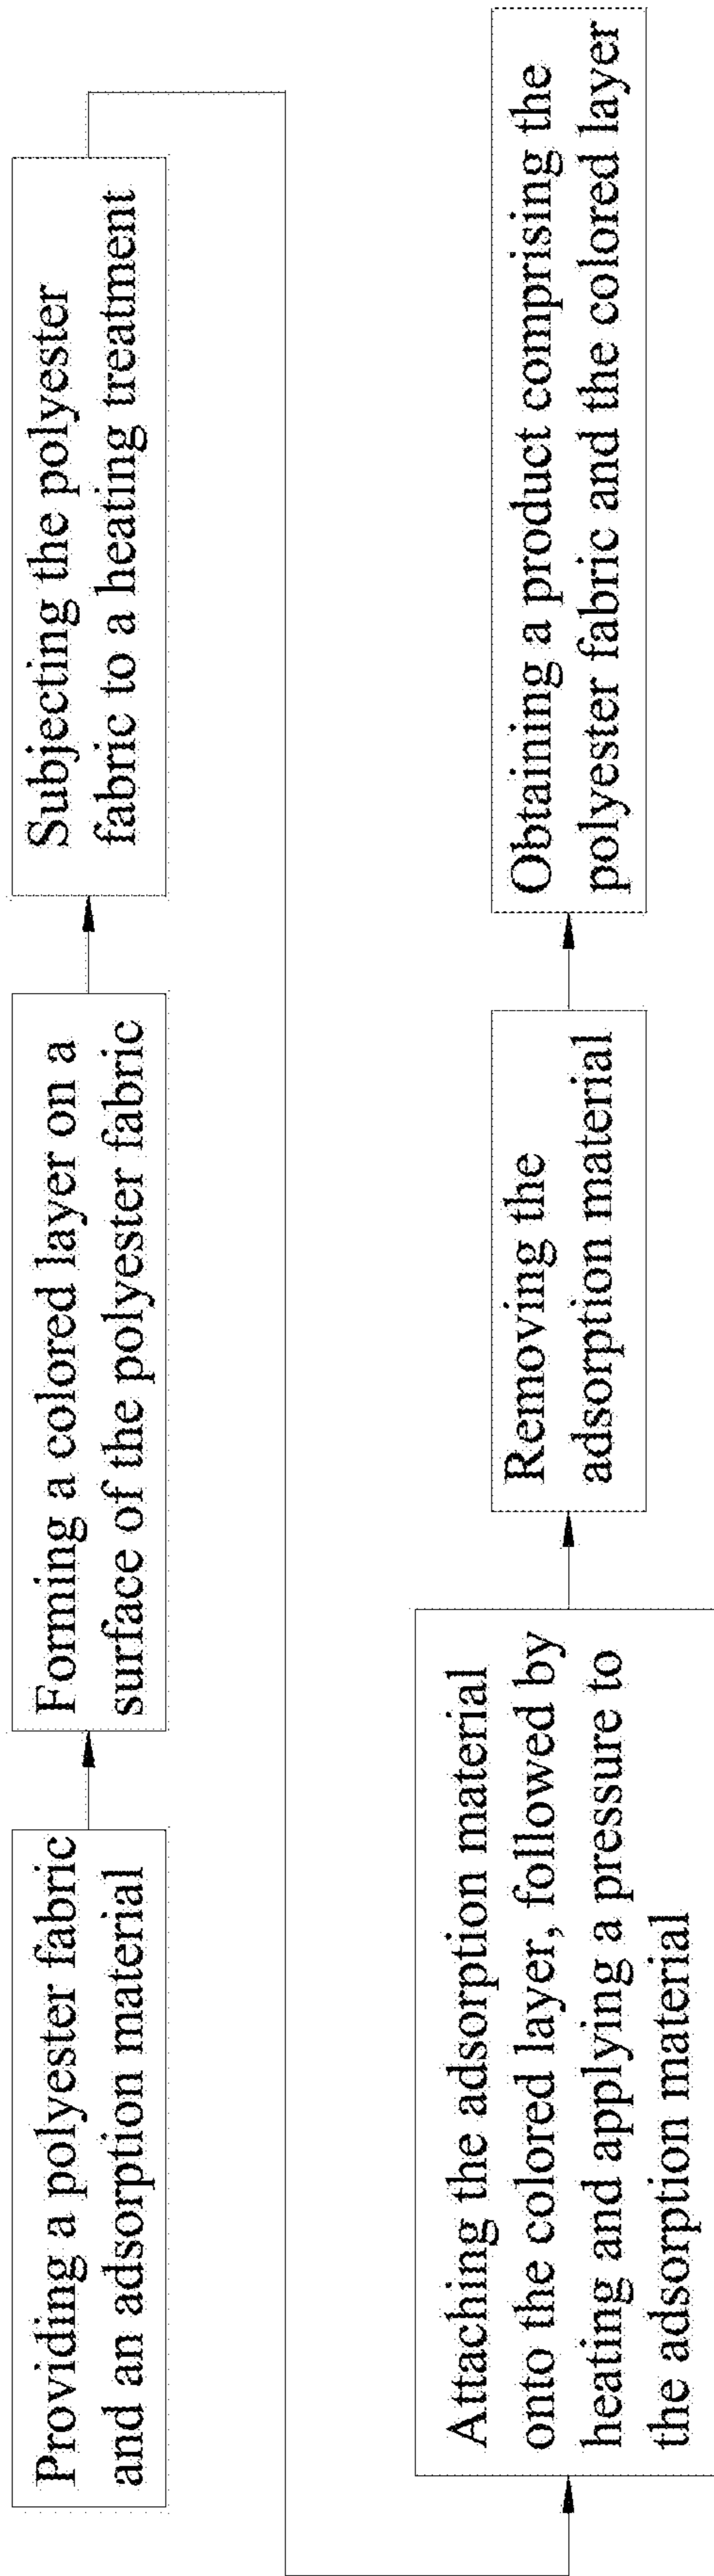 Providing a polyester fabric
and an adsorption material
Forming a colored layer on a
surface of the polyester fabric
Subjecting the polyester
fabric to a heating treatment
Attaching the adsorption material
onto the colored layer, followed by
heating and applying a pressure to
the adsorption material
Removing the
adsorption material
Obtaining a product comprising the
polyester fabric and the colored layer